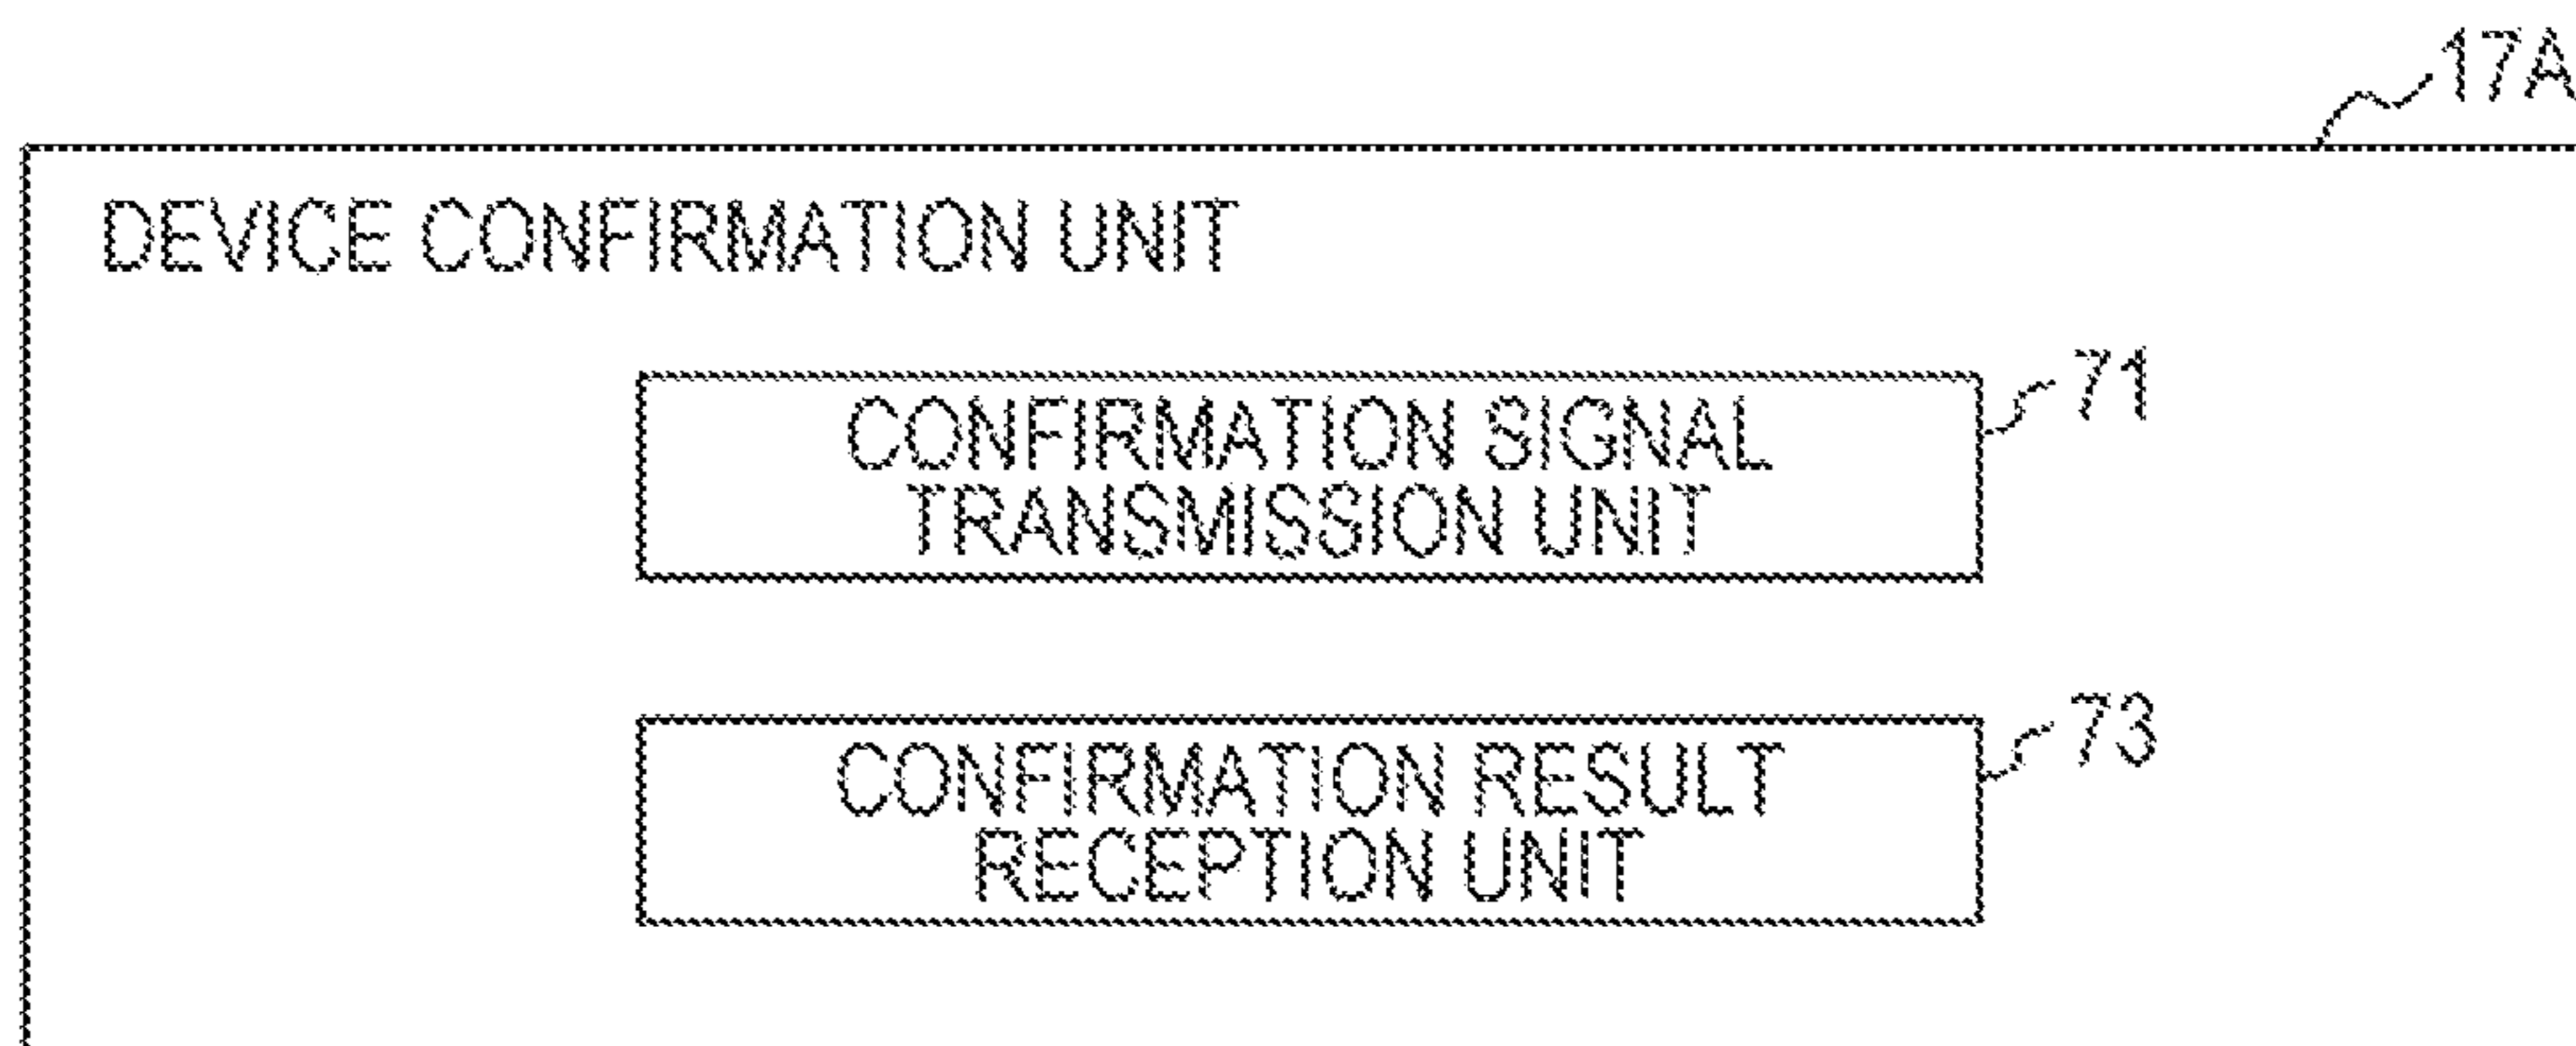 17A
DEVICE CONFIRMATION UNIT
71
CONFIRMATION SIGNAL
TRANSMISSION UNIT
73
CONFIRMATION RESULT
RECEPTION UNIT